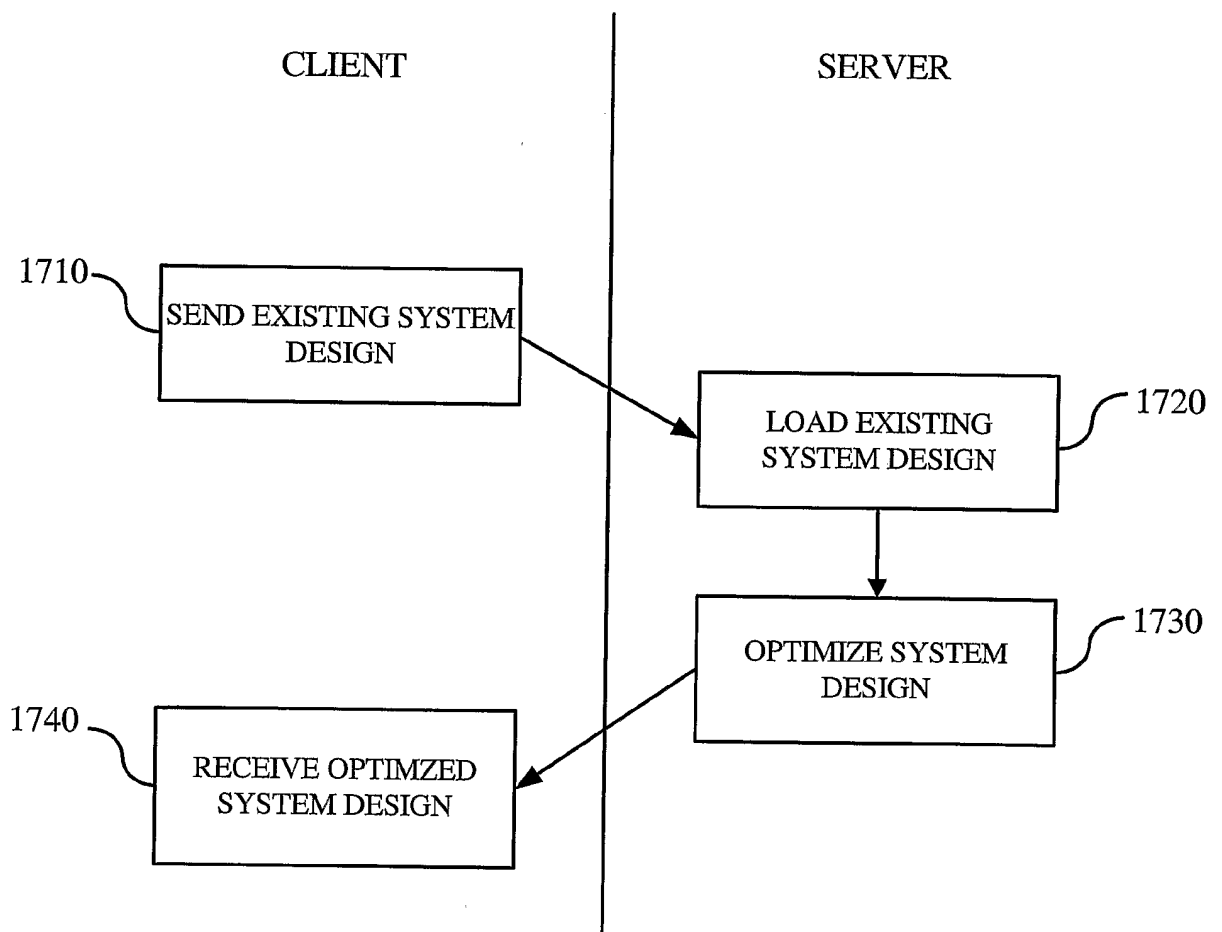 CLIENT
SERVER
1710
SEND EXISTING SYSTEM
DESIGN
1720
LOAD EXISTING
SYSTEM DESIGN
1730
OPTIMIZE SYSTEM
DESIGN
1740
RECEIVE OPTIMZED
SYSTEM DESIGN